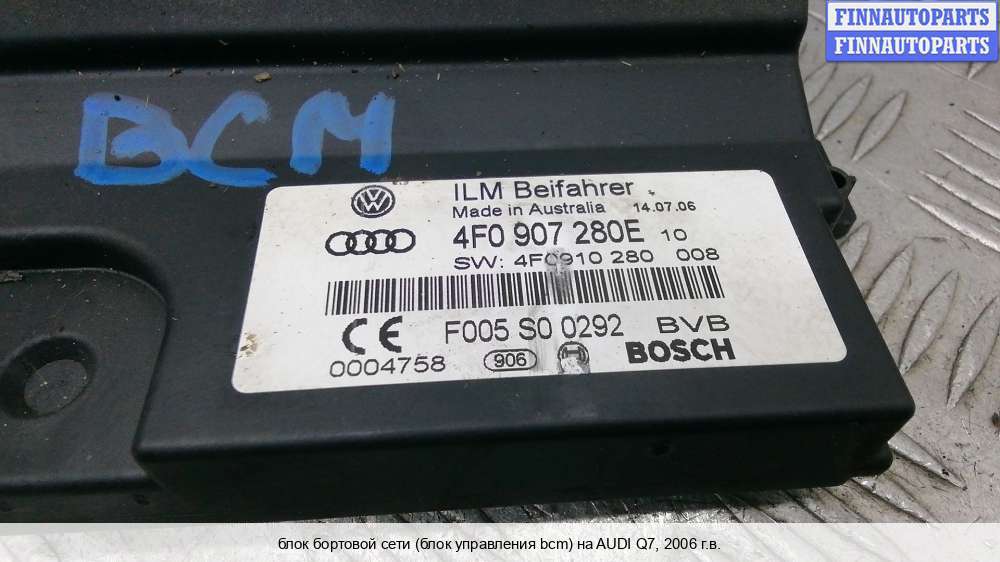 FINNAUTOPARTS
FINNAUTOPARTS
BCM
ILM Beifahrer
Made in Australia 14.07.06
4F0 907 280E 10
SW: 4F0910 280 008
CE F005 S0 0292 BVB
0004758 906 BOSCH
блок бортовой сети (блок управления bcm) на AUDI Q7, 2006 г.в.